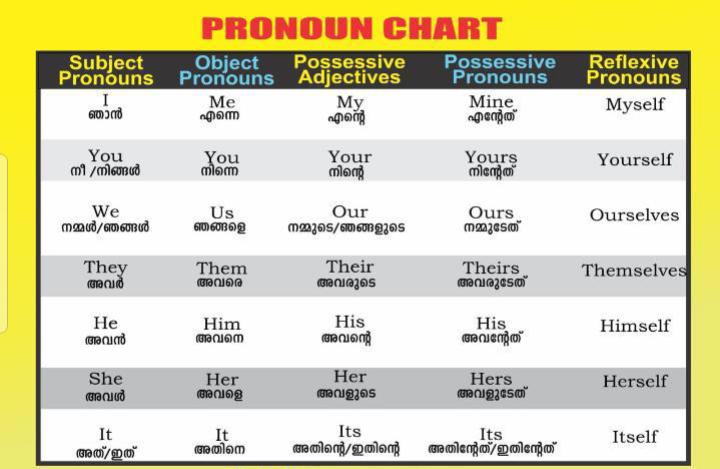 PRONOUN CHART
Subject Pronouns Object Pronouns Possessive Adjectives Possessive Pronouns Reflexive Pronouns
I Me My Mine Myself
ഞാൻ എന്നെ എന്റെ എന്റേത്
You You Your Yours Yourself
നീ /നിങ്ങൾ നിന്നെ നിന്റെ നിന്റേത്
We Us Our Ours Ourselves
നമ്മൾ/ഞങ്ങൾ ഞങ്ങളെ നമ്മുടെ/ഞങ്ങളുടെ നമ്മുടേത്
They Them Their Theirs Themselves
അവർ അവരെ അവരുടെ അവരുടേത്
He Him His His Himself
അവൻ അവനെ അവന്റെ അവന്റേത്
She Her Her Hers Herself
അവൾ അവളെ അവളുടെ അവളുടേത്
It It Its Its Itself
അത്/ഇത് അതിനെ അതിന്റെ/ഇതിന്റെ അതിന്റേത്/ഇതിന്റേത്